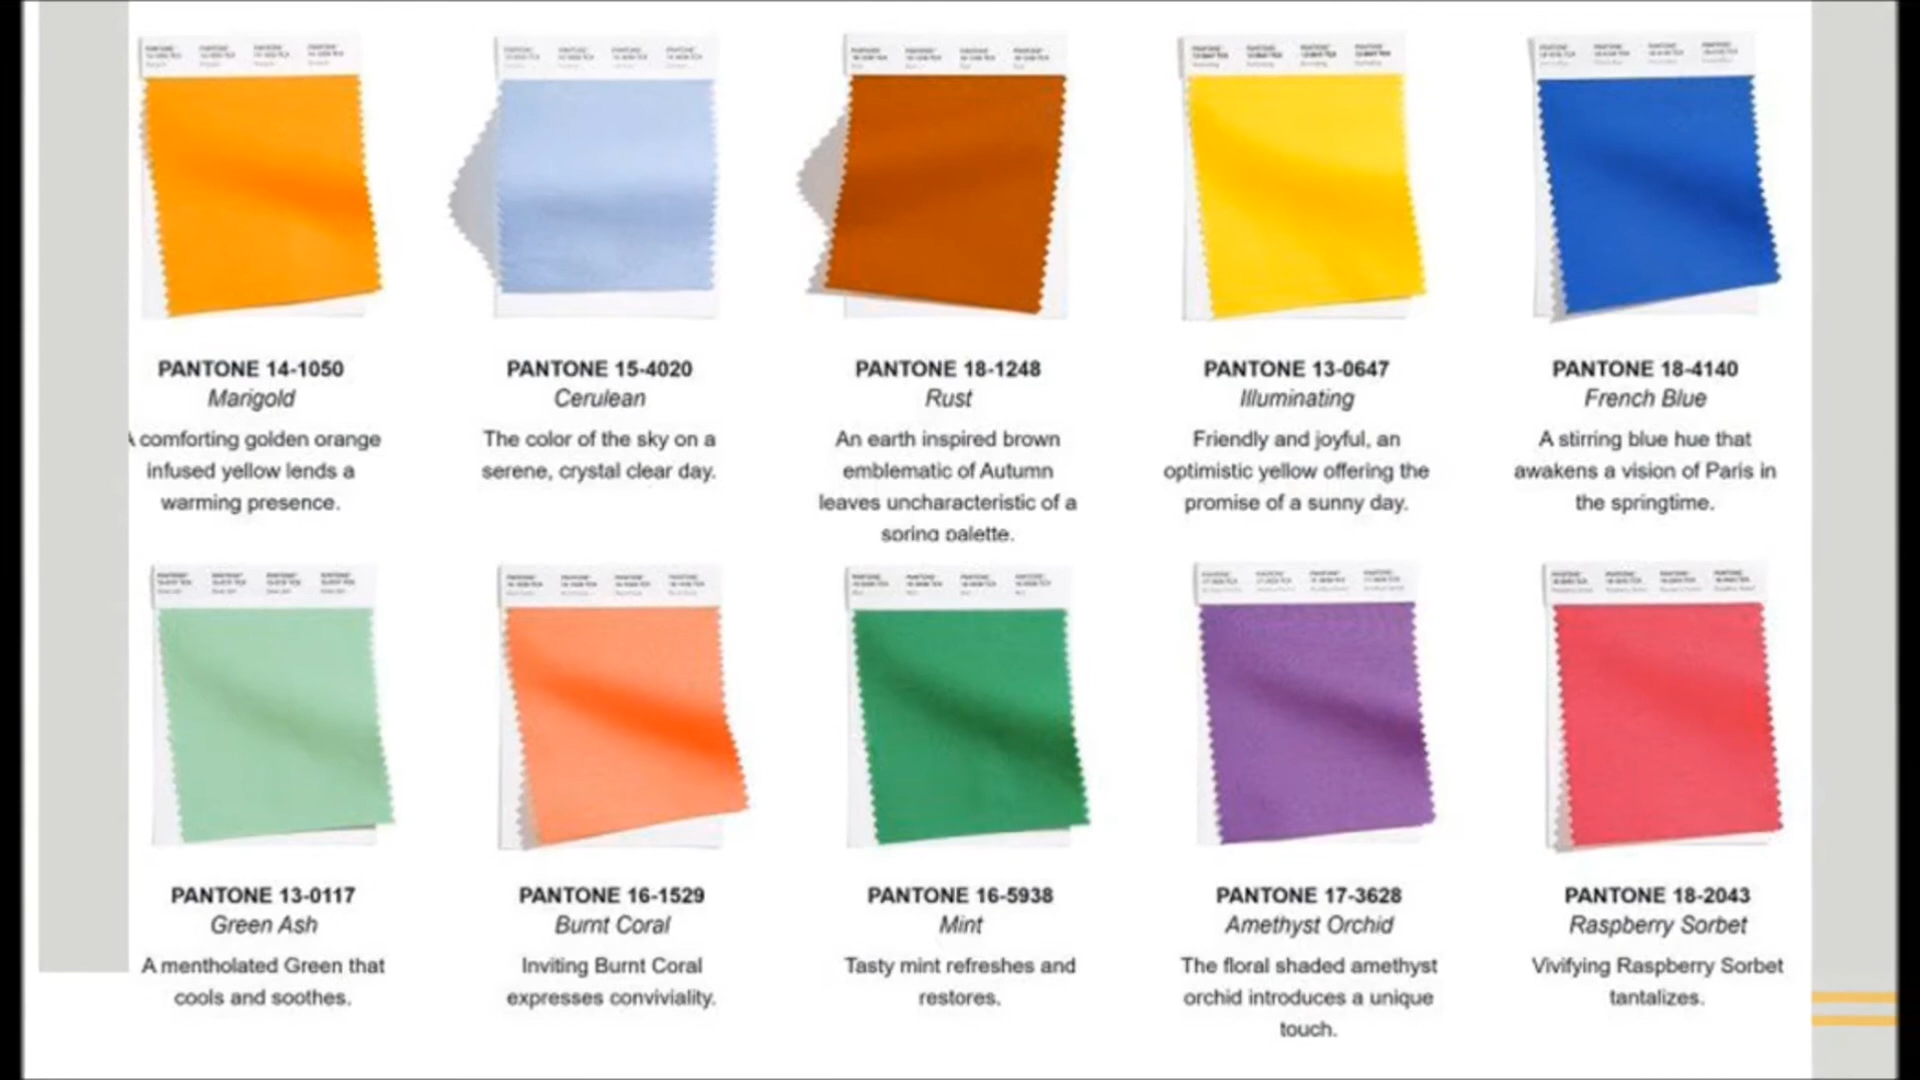 PANTONE 14-1050
Marigold
A comforting golden orange
infused yellow lends a
warming presence.
PANTONE 15-4020
Cerulean
The color of the sky on a
serene, crystal clear day.
PANTONE 18-1248
Rust
An earth inspired brown
emblematic of Autumn
leaves uncharacteristic of a
spring palette.
PANTONE 13-0647
Illuminating
Friendly and joyful, an
optimistic yellow offering the
promise of a sunny day.
PANTONE 18-4140
French Blue
A stirring blue hue that
awakens a vision of Paris in
the springtime.
PANTONE 13-0117
Green Ash
A mentholated Green that
cools and soothes.
PANTONE 16-1529
Burnt Coral
Inviting Burnt Coral
expresses conviviality.
PANTONE 16-5938
Mint
Tasty mint refreshes and
restores.
PANTONE 17-3628
Amethyst Orchid
The floral shaded amethyst
orchid introduces a unique
touch.
PANTONE 18-2043
Raspberry Sorbet
Vivifying Raspberry Sorbet
tantalizes.